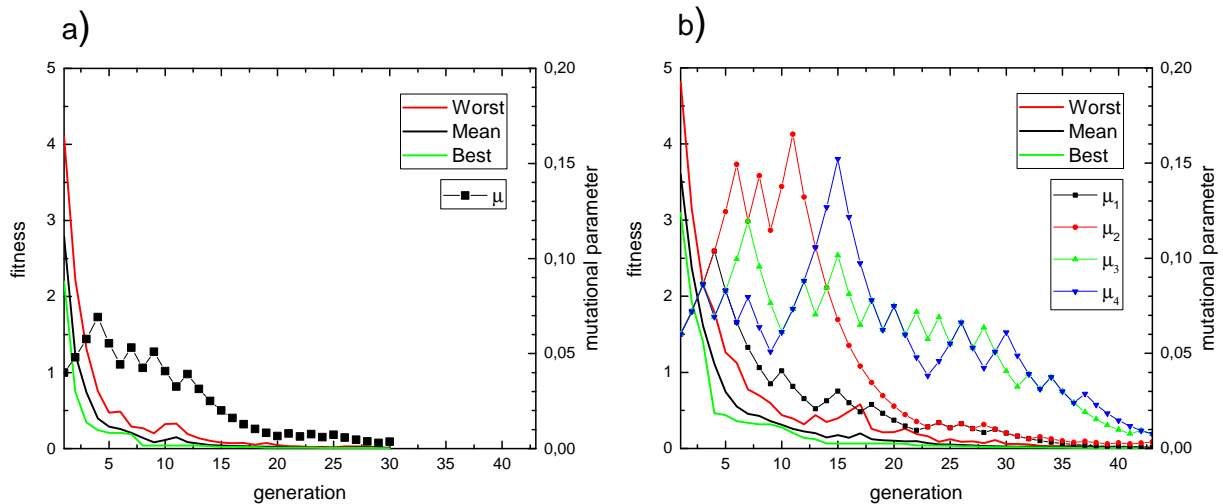 a)
5
4
3
2
1
0
fitness
5 10 15 20 25 30 35 40
generation
0,20
0,15
0,10
0,05
0,00
mutational parameter
Worst
Mean
Best
μ
b)
5
4
3
2
1
0
fitness
5 10 15 20 25 30 35 40
generation
0,20
0,15
0,10
0,05
0,00
mutational parameter
Worst
Mean
Best
μ1
μ2
μ3
μ4